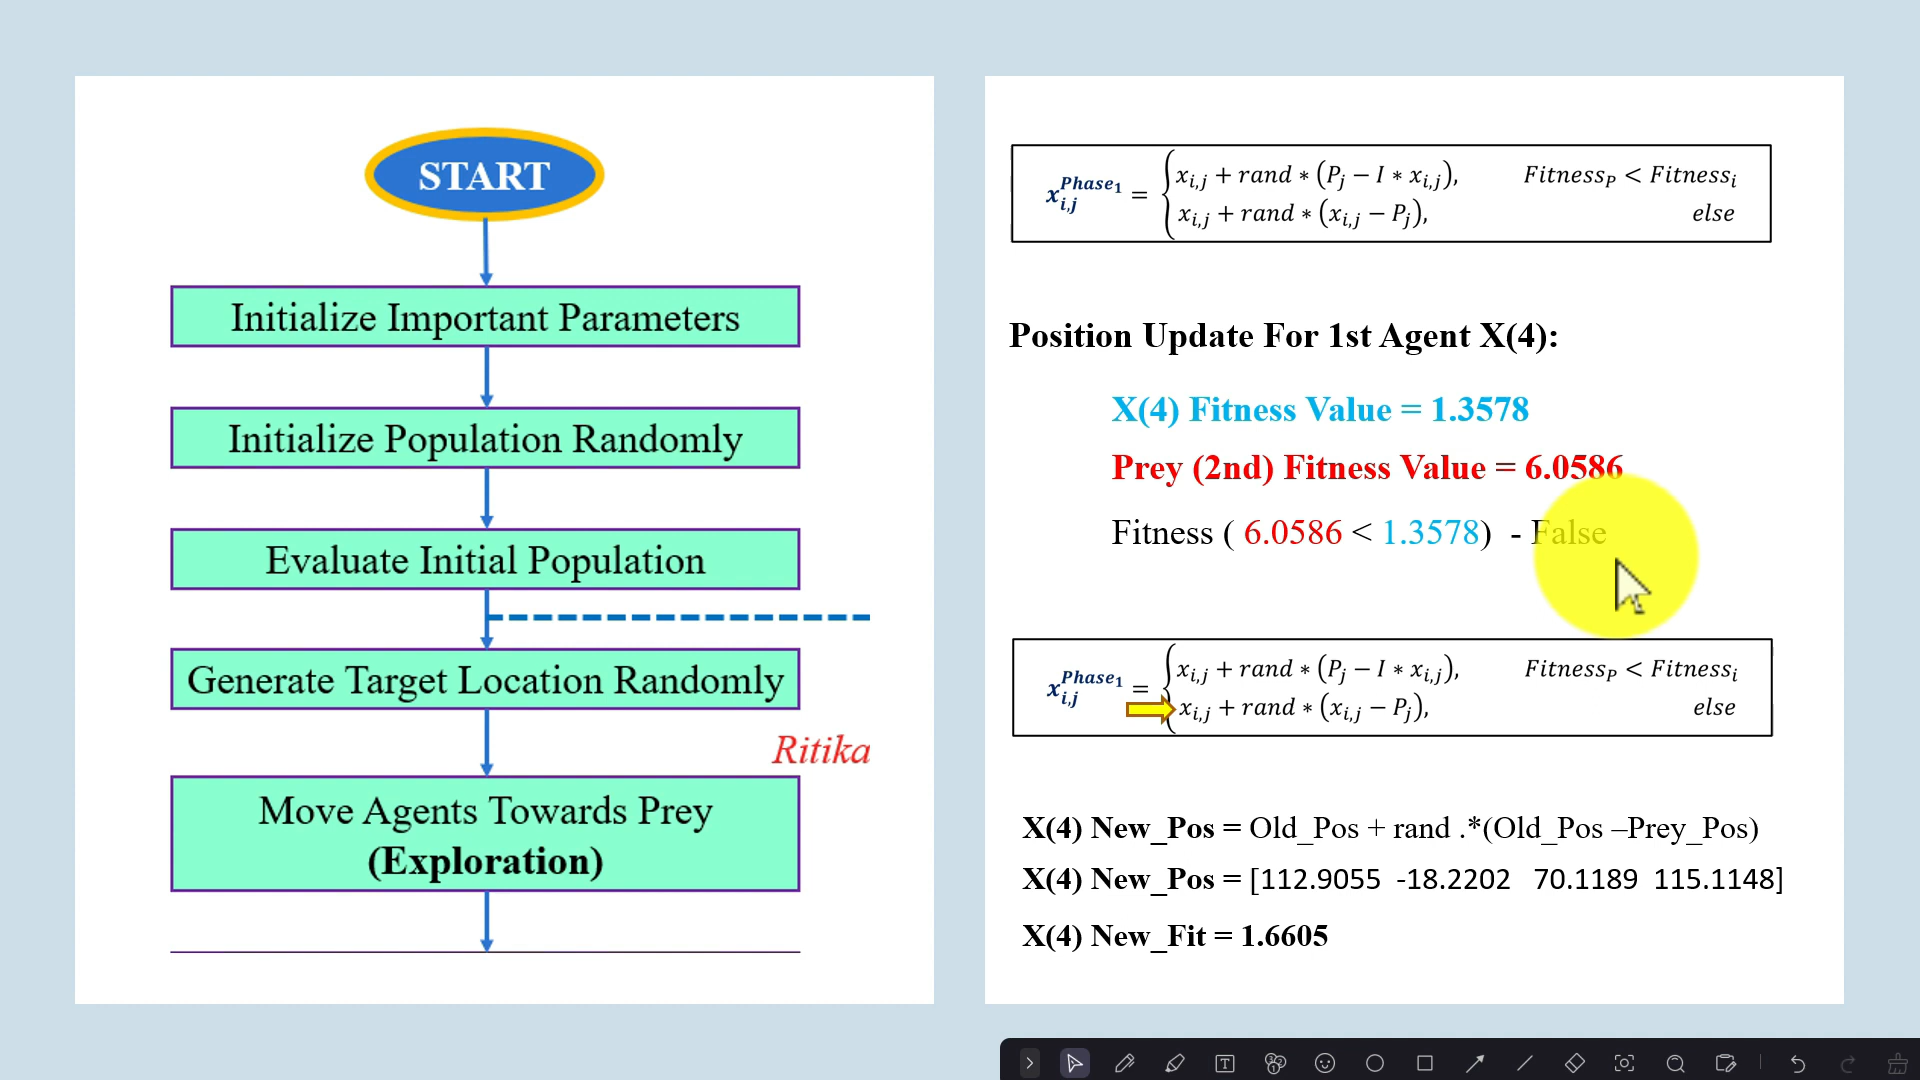 START
Initialize Important Parameters
Initialize Population Randomly
Evaluate Initial Population
Generate Target Location Randomly
Ritika
Move Agents Towards Prey
(Exploration)
x_{i,j}^{Phase_1} = { x_{i,j} + rand * (P_j − I * x_{i,j}), Fitness_P < Fitness_i
x_{i,j} + rand * (x_{i,j} − P_j), else
Position Update For 1st Agent X(4):
X(4) Fitness Value = 1.3578
Prey (2nd) Fitness Value = 6.0586
Fitness ( 6.0586 < 1.3578) - False
x_{i,j}^{Phase_1} = { x_{i,j} + rand * (P_j − I * x_{i,j}), Fitness_P < Fitness_i
x_{i,j} + rand * (x_{i,j} − P_j), else
X(4) New_Pos = Old_Pos + rand .*(Old_Pos –Prey_Pos)
X(4) New_Pos = [112.9055 -18.2202 70.1189 115.1148]
X(4) New_Fit = 1.6605